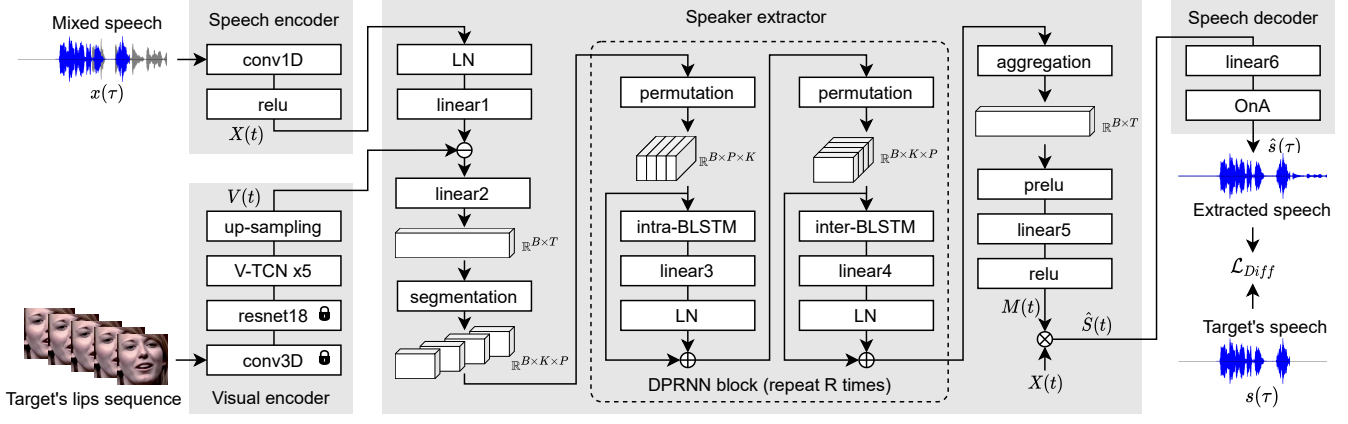 Mixed speech
x(τ)
Speech encoder
conv1D
relu
X(t)
Target's lips sequence
Visual encoder
V(t)
up-sampling
V-TCN x5
resnet18
conv3D
Speaker extractor
LN
linear1
linear2
ℝ^{B×T}
segmentation
ℝ^{B×K×P}
permutation
ℝ^{B×P×K}
intra-BLSTM
linear3
LN
permutation
ℝ^{B×K×P}
inter-BLSTM
linear4
LN
DPRNN block (repeat R times)
aggregation
ℝ^{B×T}
prelu
linear5
relu
M(t)
X(t)
Ŝ(t)
Speech decoder
linear6
OnA
ŝ(τ)
Extracted speech
ℒ_{Diff}
Target's speech
s(τ)